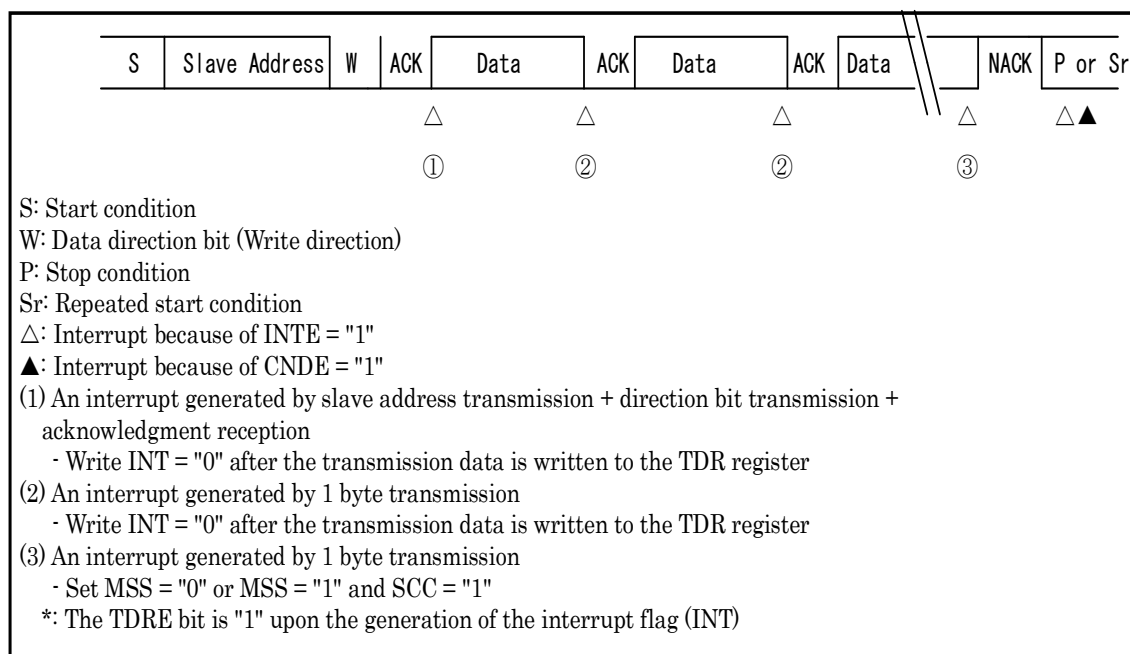 S Slave Address W ACK Data ACK Data ACK Data NACK P or Sr
△ △ △ △ △▲
① ② ② ③
S: Start condition
W: Data direction bit (Write direction)
P: Stop condition
Sr: Repeated start condition
△: Interrupt because of INTE = "1"
▲: Interrupt because of CNDE = "1"
(1) An interrupt generated by slave address transmission + direction bit transmission +
acknowledgment reception
- Write INT = "0" after the transmission data is written to the TDR register
(2) An interrupt generated by 1 byte transmission
- Write INT = "0" after the transmission data is written to the TDR register
(3) An interrupt generated by 1 byte transmission
- Set MSS = "0" or MSS = "1" and SCC = "1"
*: The TDRE bit is "1" upon the generation of the interrupt flag (INT)